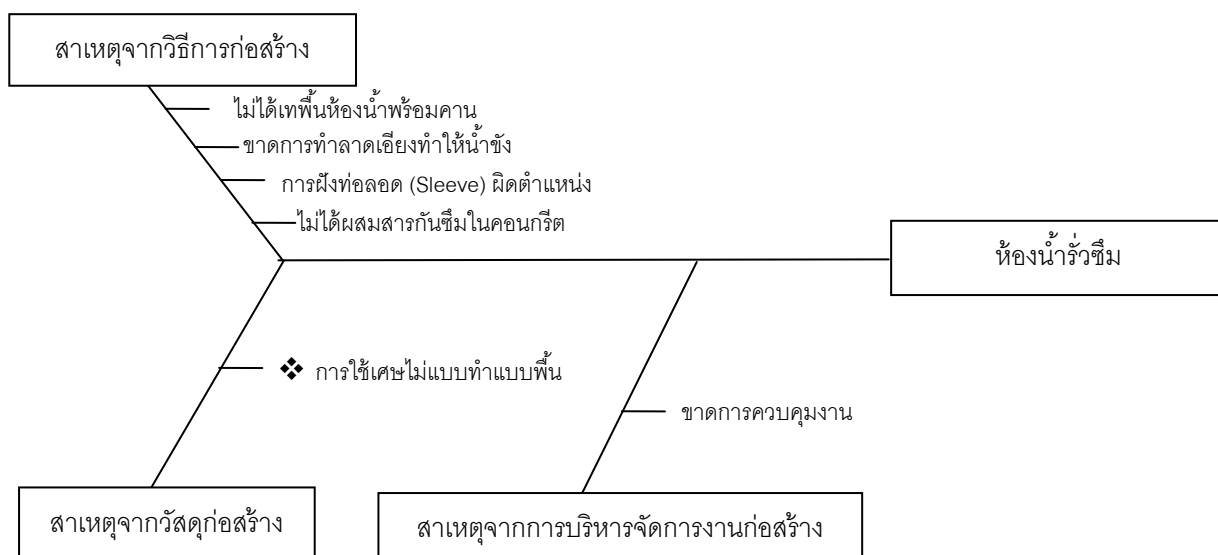 สาเหตุจากวิธีการก่อสร้าง
ไม่ได้เทพื้นห้องน้ำพร้อมคาน
ขาดการทำลาดเอียงทำให้น้ำขัง
การฝังท่อลอด (Sleeve) ผิดตำแหน่ง
ไม่ได้ผสมสารกันซึมในคอนกรีต
ห้องน้ำรั่วซึม
❖ การใช้เศษไม่แบบทำแบบพื้น
ขาดการควบคุมงาน
สาเหตุจากวัสดุก่อสร้าง
สาเหตุจากการบริหารจัดการงานก่อสร้าง